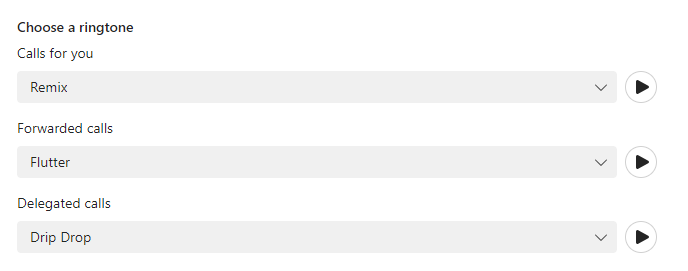 Choose a ringtone
Calls for you
Remix
Forwarded calls
Flutter
Delegated calls
Drip Drop